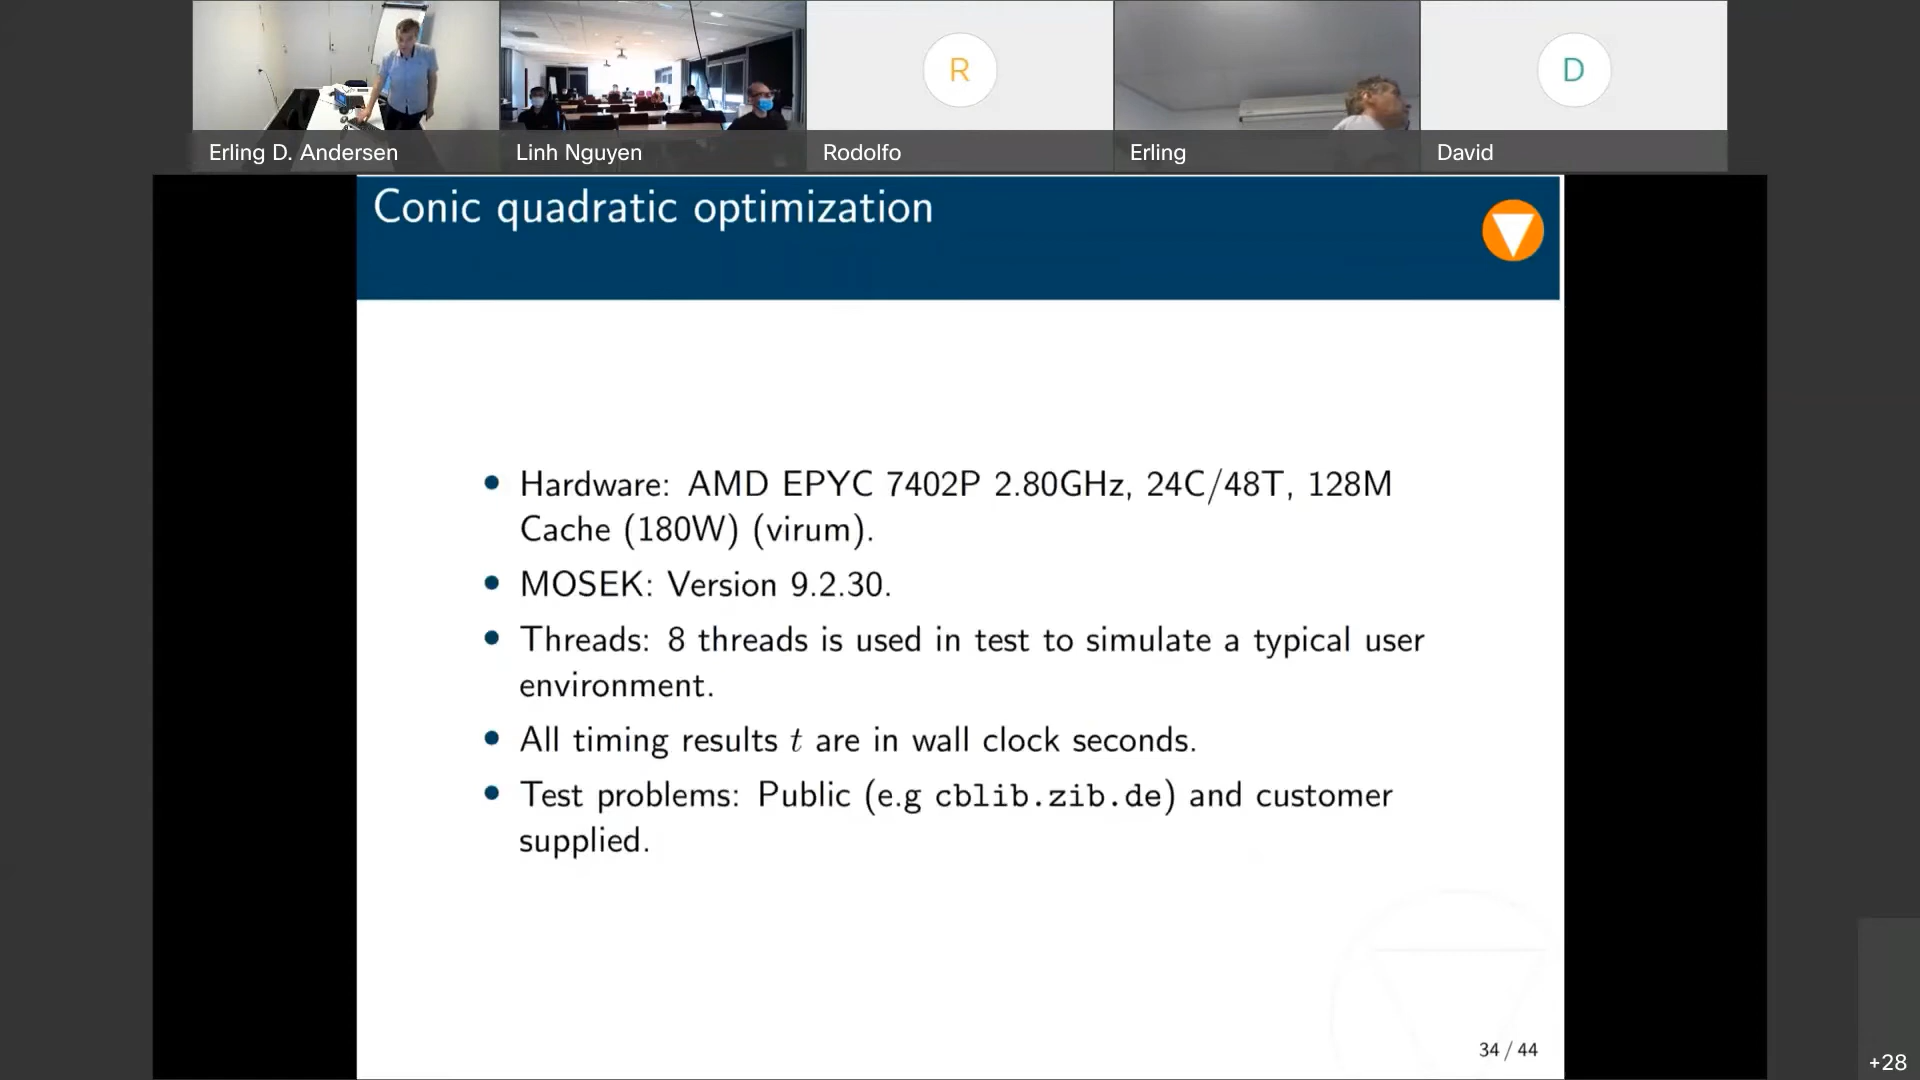 Erling D. Andersen
Linh Nguyen
R
Rodolfo
Erling
D
David
Conic quadratic optimization
Hardware: AMD EPYC 7402P 2.80GHz, 24C/48T, 128M
Cache (180W) (virum).
MOSEK: Version 9.2.30.
Threads: 8 threads is used in test to simulate a typical user
environment.
All timing results t are in wall clock seconds.
Test problems: Public (e.g cblib.zib.de) and customer
supplied.
34 / 44
+28